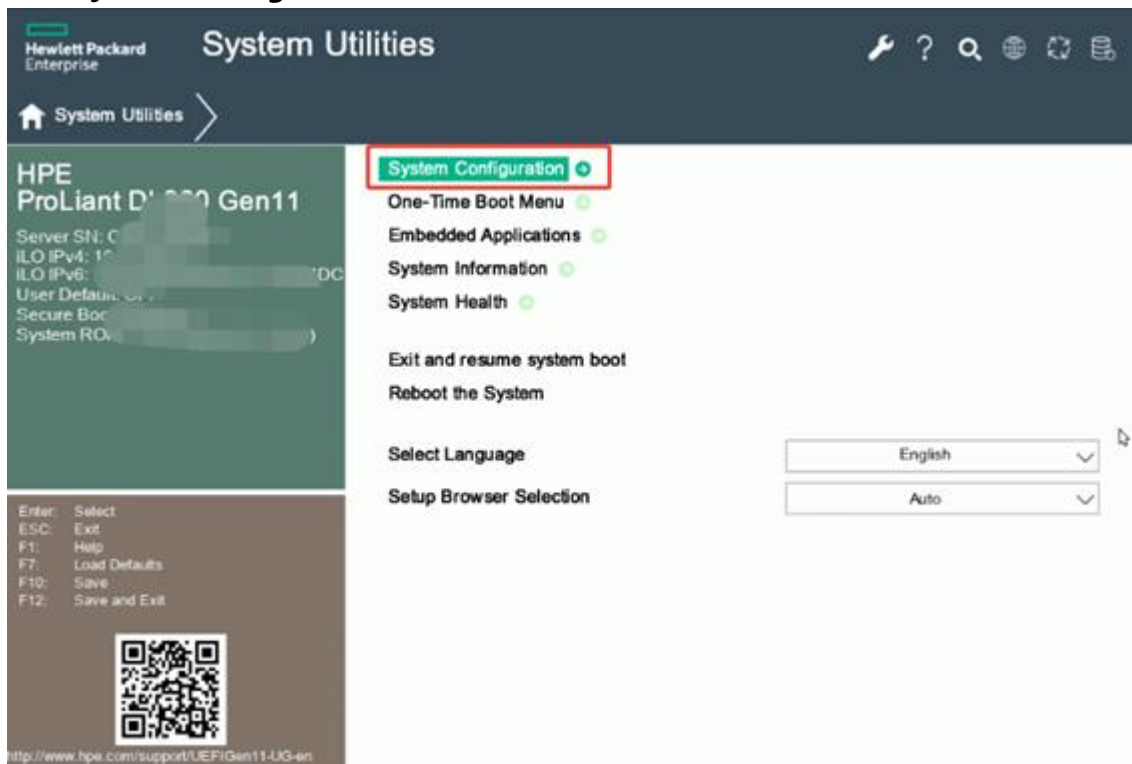 Hewlett Packard
Enterprise
System Utilities
System Utilities
HPE
ProLiant Gen11
Server SN:
iLO IPv4:
iLO IPv6:
User
Secure
System
System Configuration
One-Time Boot Menu
Embedded Applications
System Information
System Health
Exit and resume system boot
Reboot the System
Select Language English
Setup Browser Selection Auto
Enter: Select
ESC: Exit
F1: Help
F7: Load Defaults
F10: Save
F12: Save and Exit
http://www.hpe.com/support/UEFIGen11-UG-en